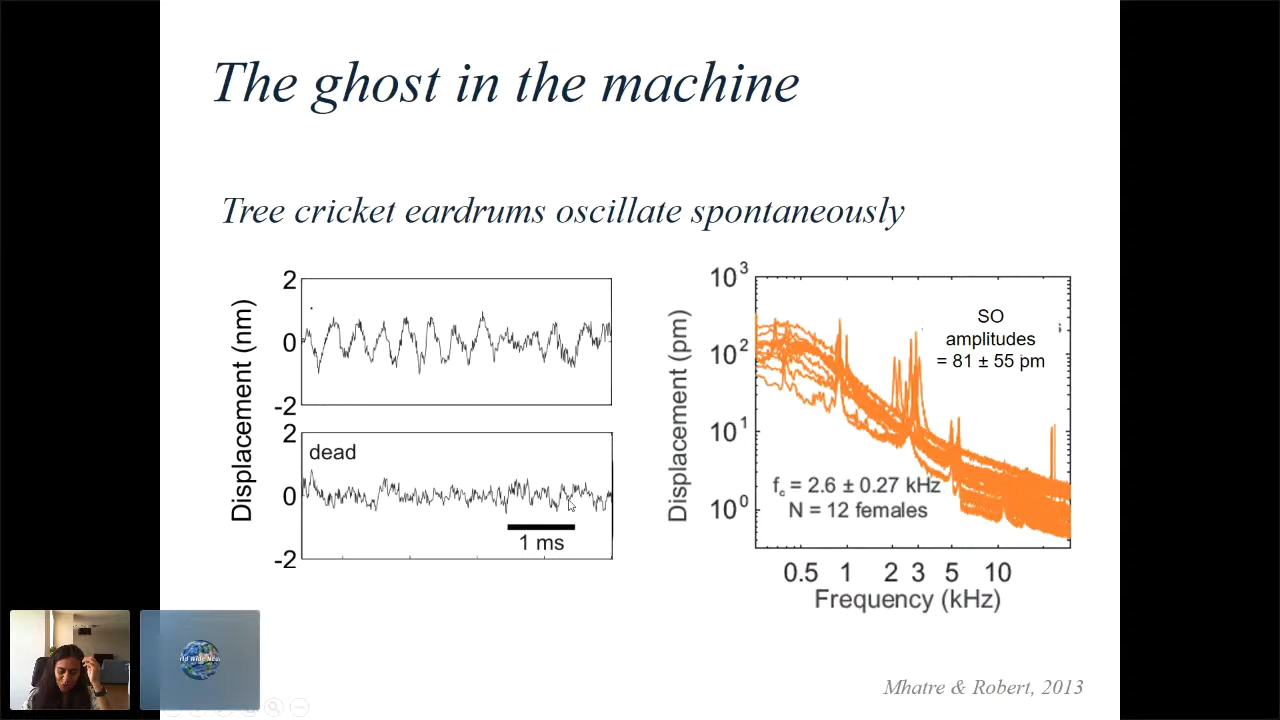 The ghost in the machine
Tree cricket eardrums oscillate spontaneously
Displacement (nm)
2
0
-2
2
dead
0
1 ms
-2
Displacement (pm)
10³
10²
10¹
10⁰
SO
amplitudes
= 81 ± 55 pm
f꜀ = 2.6 ± 0.27 kHz
N = 12 females
0.5 1 2 3 5 10
Frequency (kHz)
Mhatre & Robert, 2013